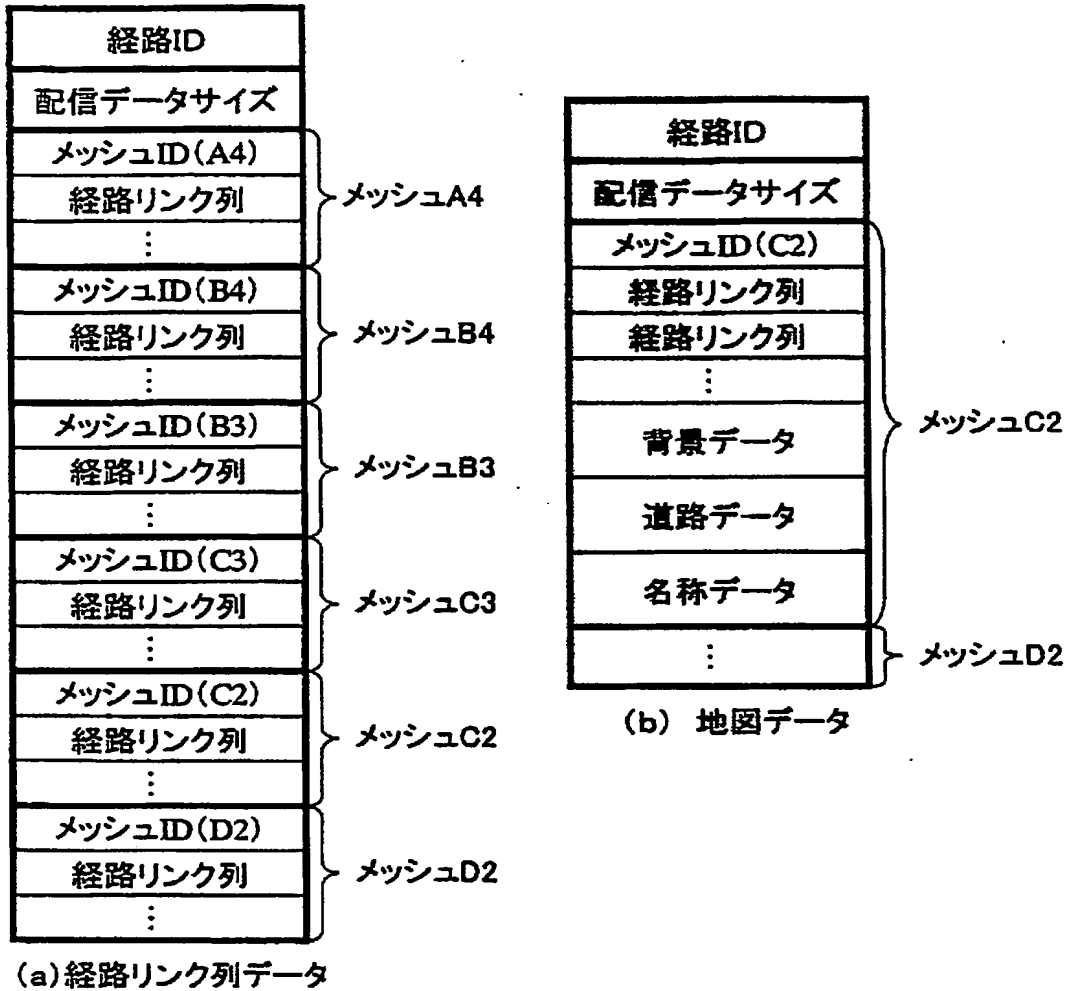 経路ID
配信データサイズ
メッシュID(A4)
経路リンク列
⋮
メッシュA4
メッシュID(B4)
経路リンク列
⋮
メッシュB4
メッシュID(B3)
経路リンク列
⋮
メッシュB3
メッシュID(C3)
経路リンク列
⋮
メッシュC3
メッシュID(C2)
経路リンク列
⋮
メッシュC2
メッシュID(D2)
経路リンク列
⋮
メッシュD2
(a)経路リンク列データ
経路ID
配信データサイズ
メッシュID(C2)
経路リンク列
経路リンク列
⋮
背景データ
道路データ
名称データ
メッシュC2
⋮
メッシュD2
(b) 地図データ